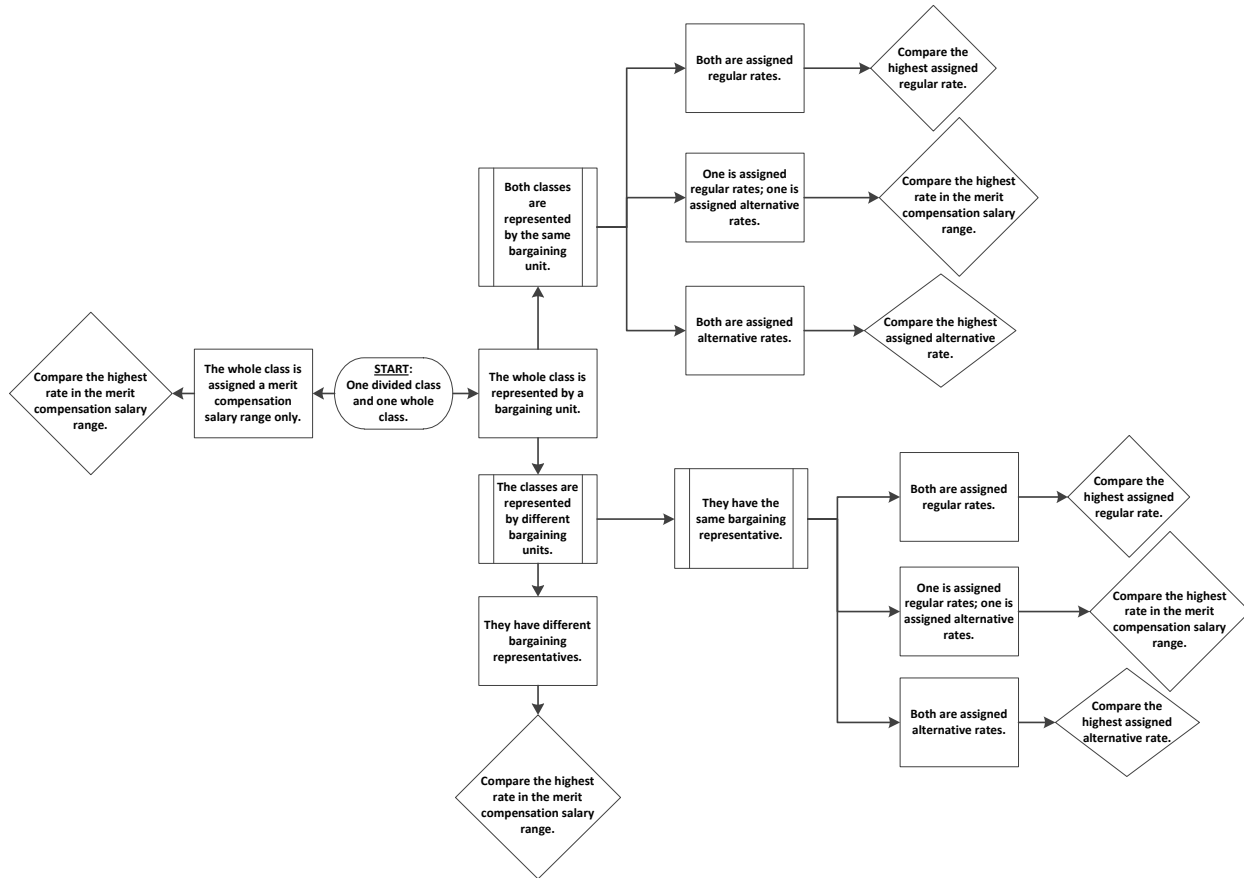 Both are assigned
regular rates.
Compare the
highest assigned
regular rate.
Both classes are
represented
by the same
bargaining
unit.
One is assigned
regular rates; one is
assigned alternative
rates.
Compare the highest
rate in the merit
compensation salary
range.
Both are assigned
alternative rates.
Compare the highest
assigned alternative
rate.
Compare the highest
rate in the merit
compensation salary
range.
The whole class is
assigned a merit
compensation
salary range only.
START:
One divided class
and one whole
class.
The whole class is
represented by a
bargaining unit.
The classes are
represented
by different
bargaining
units.
They have the
same bargaining
representative.
Both are assigned
regular rates.
Compare the
highest assigned
regular rate.
One is assigned
regular rates; one is
assigned alternative
rates.
Compare the highest
rate in the merit
compensation salary
range.
They have different
bargaining
representatives.
Both are assigned
alternative rates.
Compare the
highest assigned
alternative rate.
Compare the highest
rate in the merit
compensation salary
range.